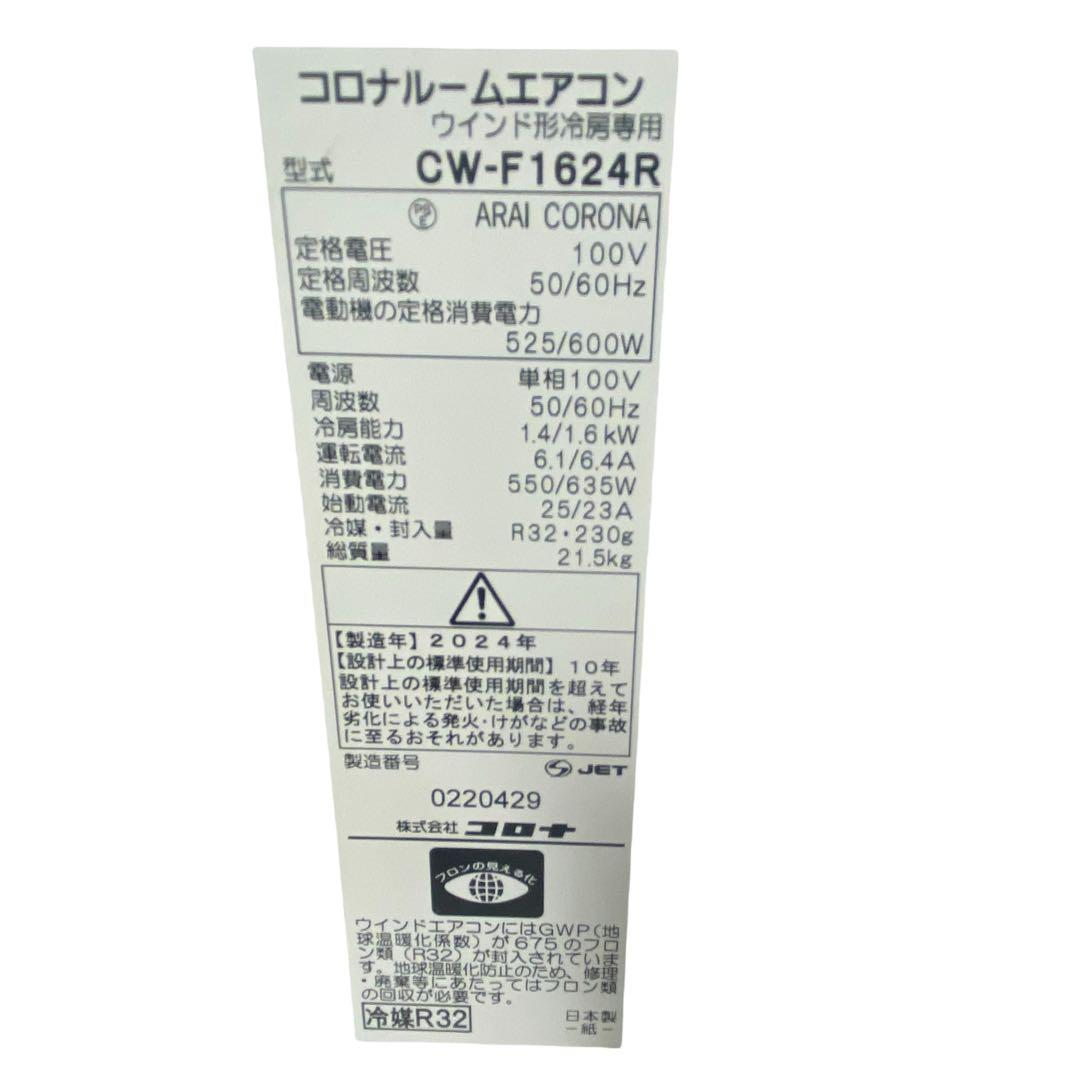 コロナルームエアコン
ウインド形冷房専用
型式 CW-F1624R
PS E ARAI CORONA
定格電圧 100V
定格周波数 50/60Hz
電動機の定格消費電力
525/600W
電源 単相100V
周波数 50/60Hz
冷房能力 1.4/1.6kW
運転電流 6.1/6.4A
消費電力 550/635W
始動電流 25/23A
冷媒・封入量 R32・230g
総質量 21.5kg
【製造年】2024年
【設計上の標準使用期間】10年
設計上の標準使用期間を超えて
お使いいただいた場合は、経年
劣化による発火・けがなどの事故
に至るおそれがあります。
製造番号 JET
0220429
株式会社 コロナ
フロンの見える化
ウインドエアコンにはGWP(地
球温暖化係数)が675のフロ
ン類(R32)が封入されていま
す。地球温暖化防止のため、修理
・廃棄等にあたってはフロン類
の回収が必要です。
冷媒R32 日本製
－紙－